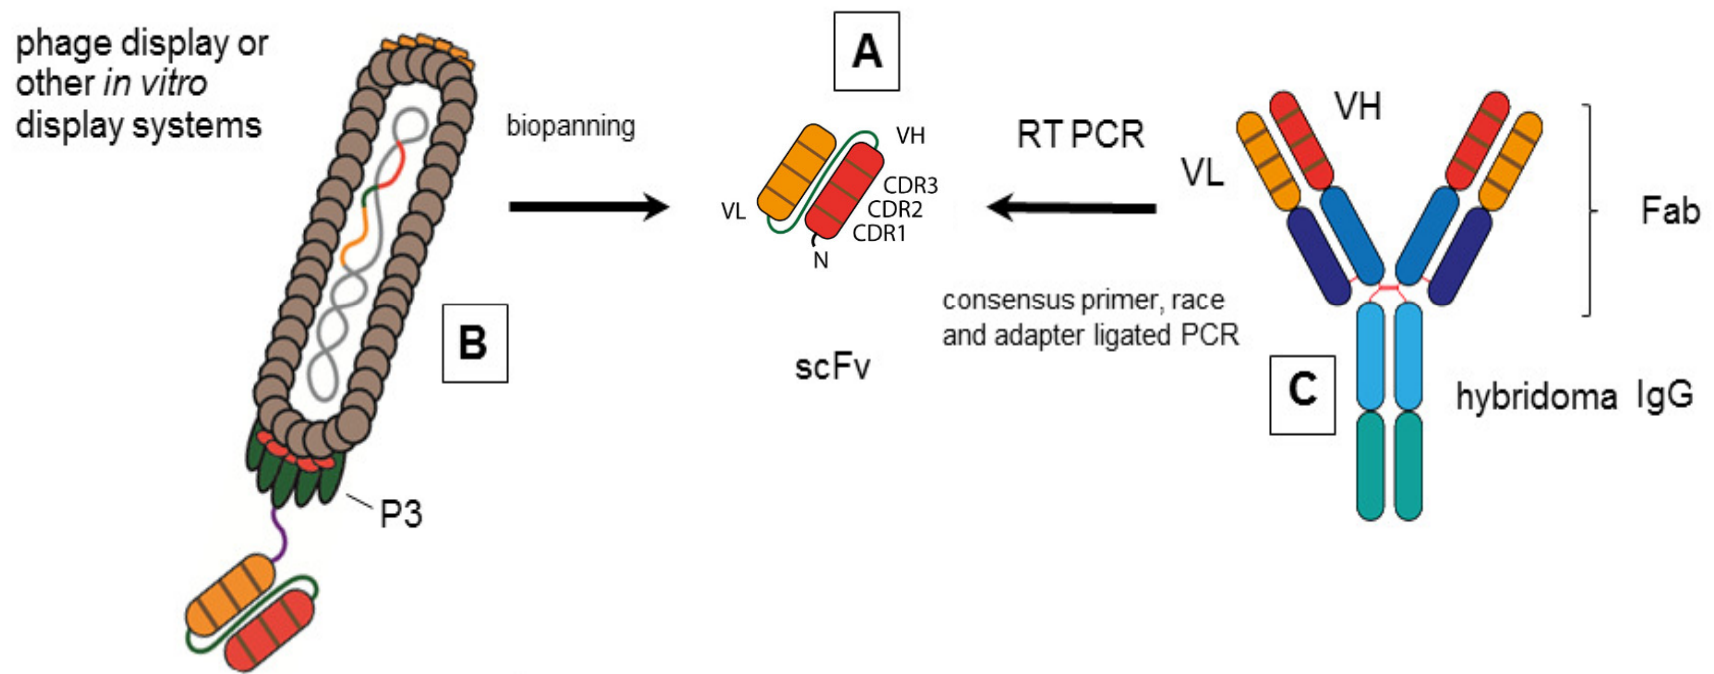 phage display or
other in vitro
display systems
biopanning
A
VH
CDR3
CDR2
CDR1
VL
N
scFv
B
P3
RT PCR
consensus primer, race
and adapter ligated PCR
VH
VL
Fab
C
hybridoma IgG